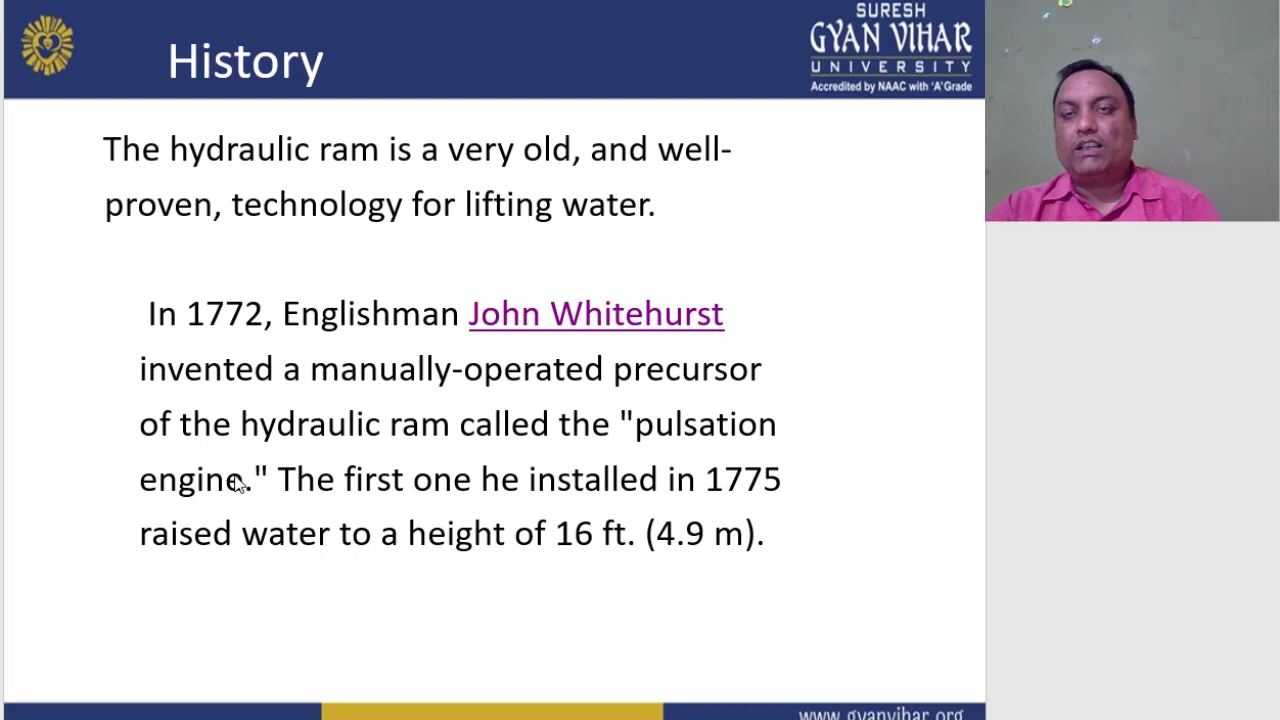 History
SURESH
GYAN VIHAR
UNIVERSITY
Accredited by NAAC with 'A' Grade
The hydraulic ram is a very old, and well-
proven, technology for lifting water.
In 1772, Englishman John Whitehurst
invented a manually-operated precursor
of the hydraulic ram called the "pulsation
engine." The first one he installed in 1775
raised water to a height of 16 ft. (4.9 m).
www.gyanvihar.org